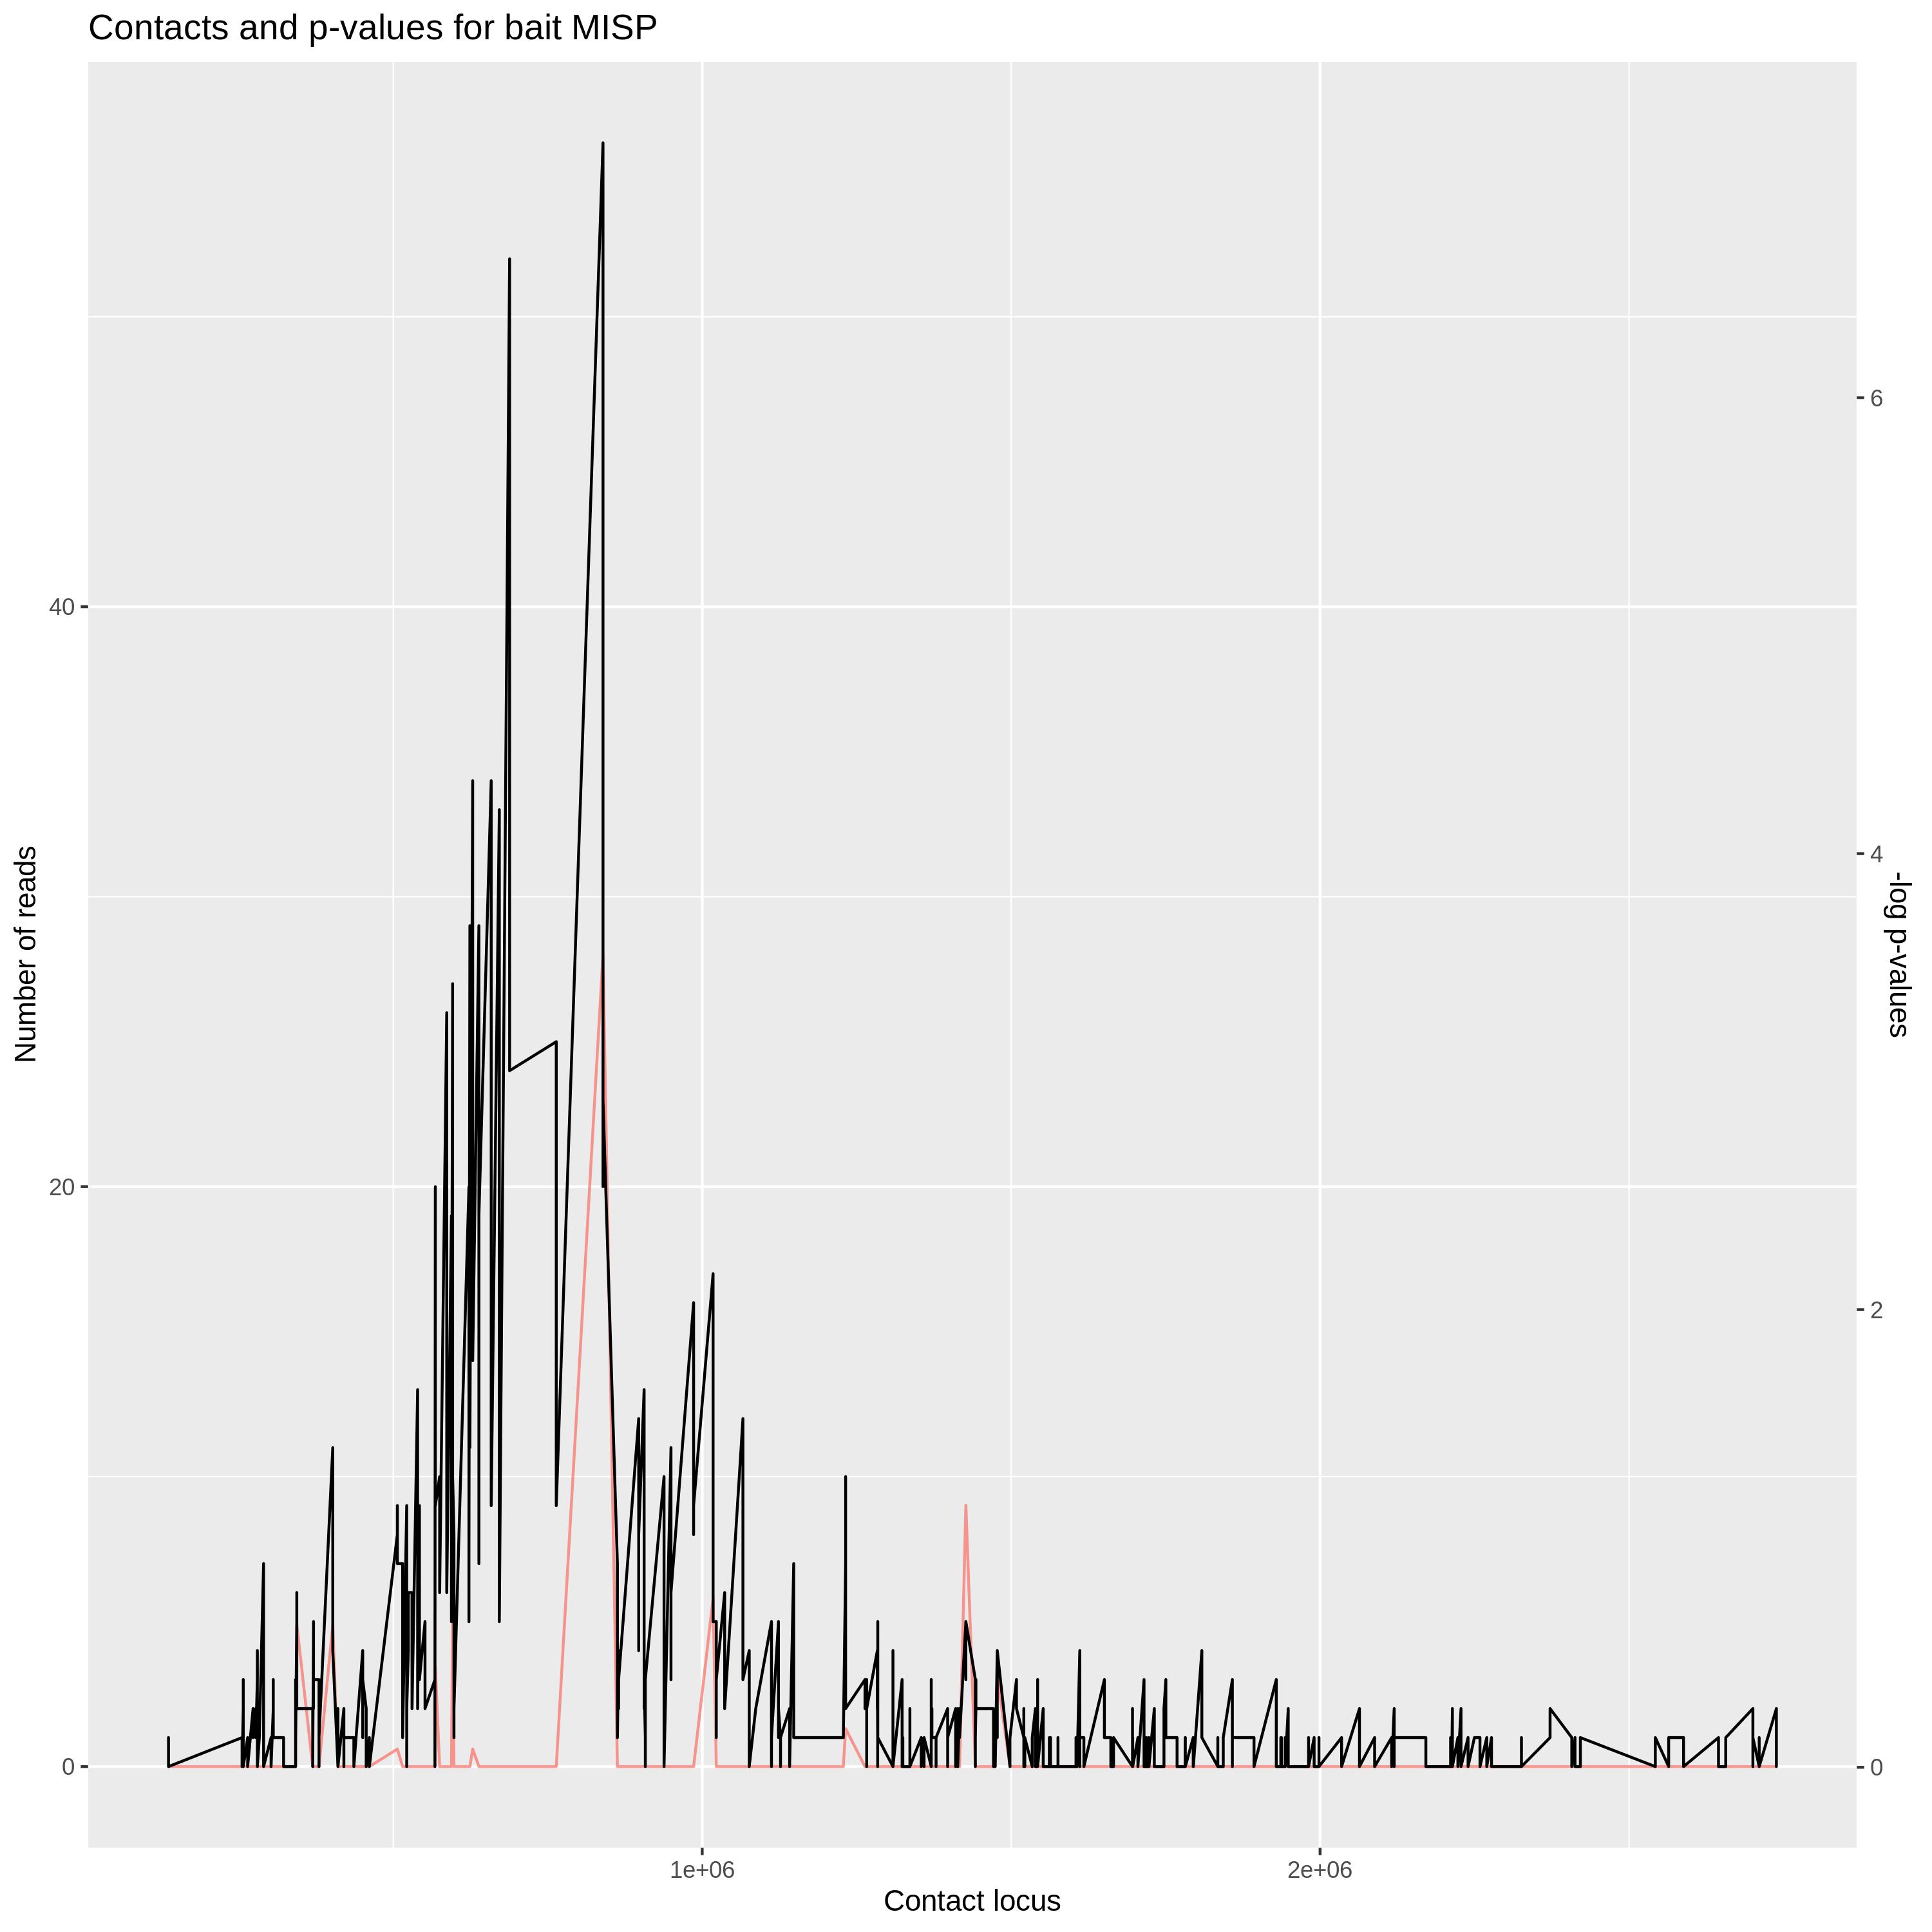 Contacts and p-values for bait MISP
40
20
0
Number of reads
6
4
2
0
-log p-values
1e+06
2e+06
Contact locus